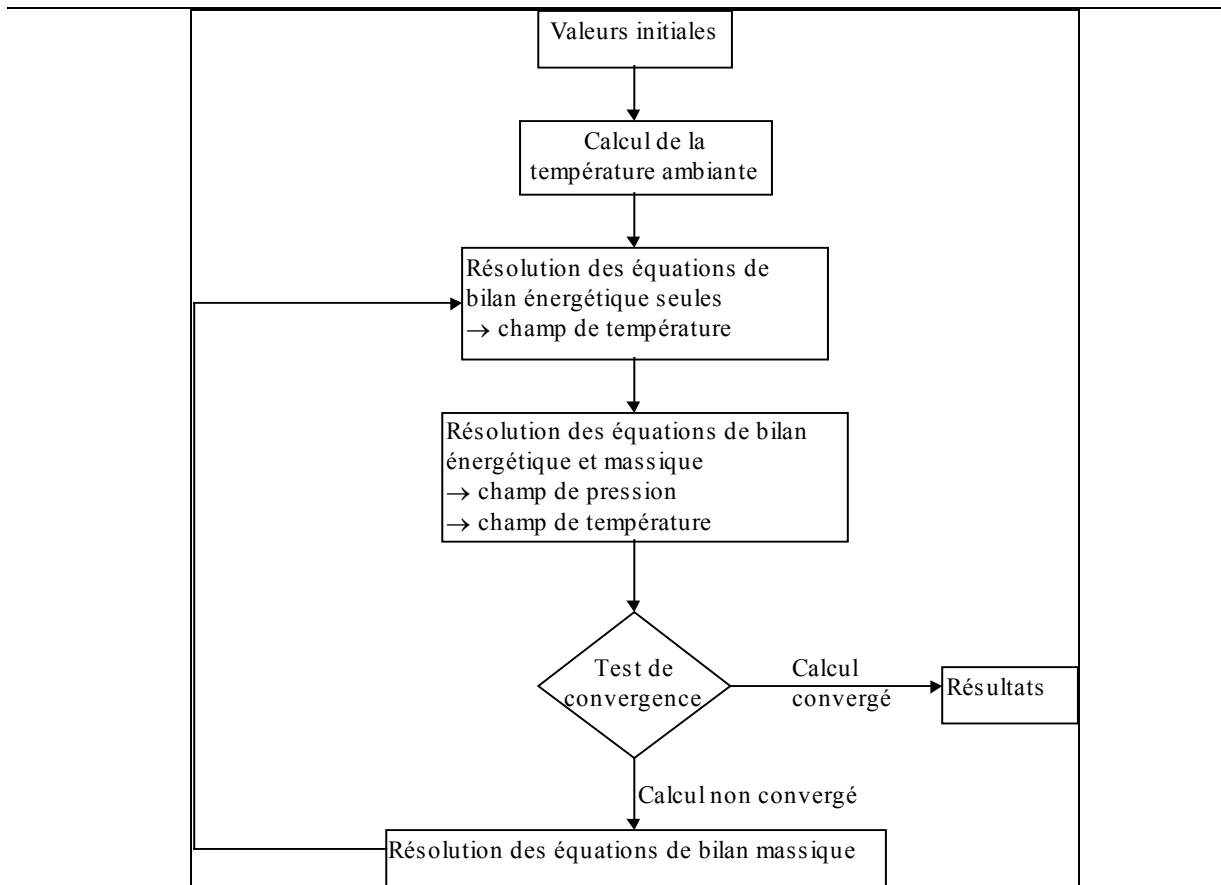 Valeurs initiales
Calcul de la
température ambiante
Résolution des équations de
bilan énergétique seules
→ champ de température
Résolution des équations de bilan
énergétique et massique
→ champ de pression
→ champ de température
Test de
convergence
Calcul
convergé
Résultats
Calcul non convergé
Résolution des équations de bilan massique